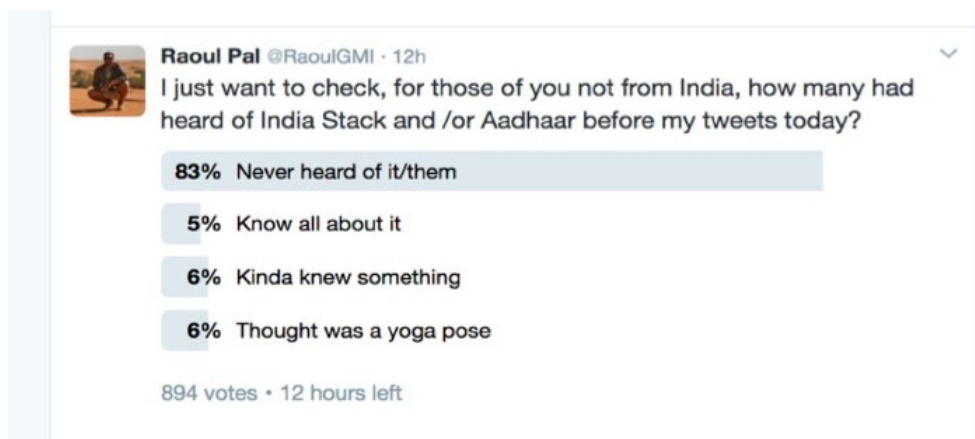 Raoul Pal @RaoulGMI · 12h
I just want to check, for those of you not from India, how many had
heard of India Stack and /or Aadhaar before my tweets today?
83% Never heard of it/them
5% Know all about it
6% Kinda knew something
6% Thought was a yoga pose
894 votes • 12 hours left